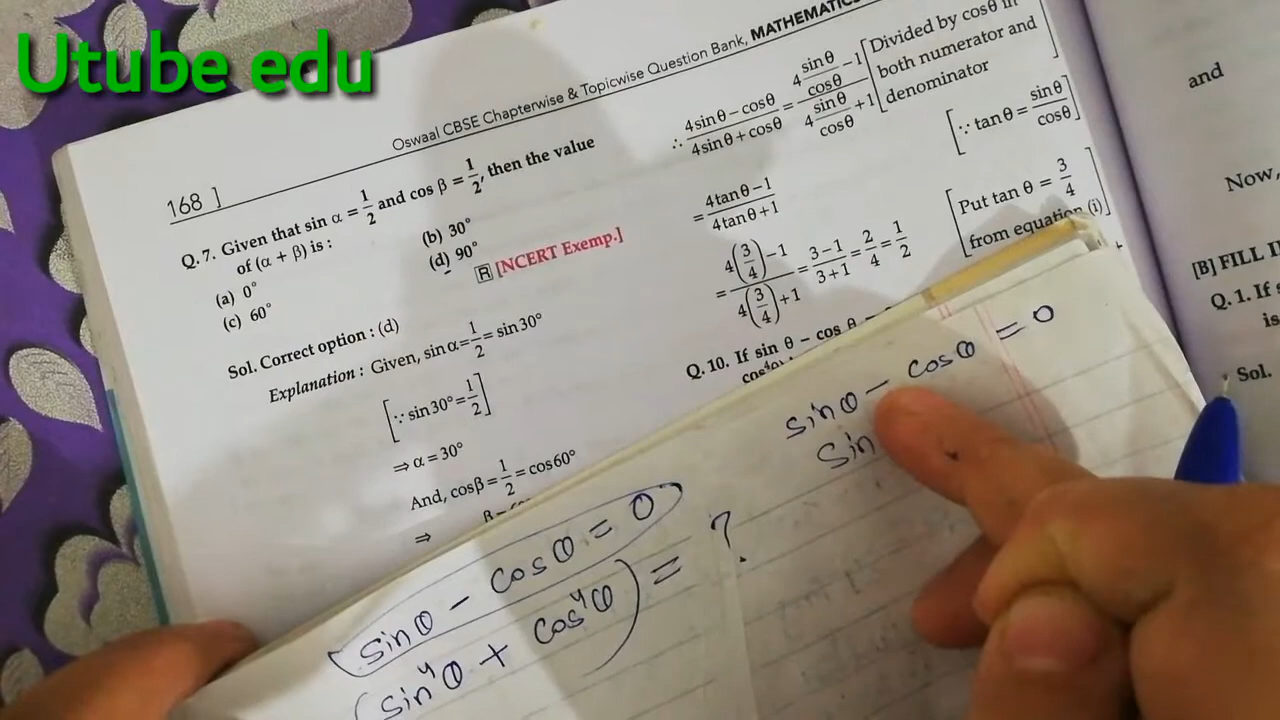 Utube edu
Oswaal CBSE Chapterwise & Topicwise Question Bank, MATHEMATICS
168 ]
Q. 7. Given that sin α = 1/2 and cos β = 1/2, then the value
of (α + β) is :
(a) 0° (b) 30°
(c) 60° (d) 90°
R [NCERT Exemp.]
Sol. Correct option : (d)
Explanation : Given, sin α = 1/2 = sin 30°
[∵ sin 30° = 1/2]
⇒ α = 30°
And, cos β = 1/2 = cos 60°
⇒
∴ (4 sin θ − cos θ)/(4 sin θ + cos θ) = (4 sin θ/cos θ − 1)/(4 sin θ/cos θ + 1) [Divided by cos θ in
both numerator and
denominator]
[∵ tan θ = sin θ/cos θ]
= (4 tan θ − 1)/(4 tan θ + 1)
= (4(3/4) − 1)/(4(3/4) + 1) = (3 − 1)/(3 + 1) = 2/4 = 1/2 [Put tan θ = 3/4
from equation (i)]
Q. 10. If sin θ − cos θ
sin θ − cos θ = 0
sin
sin θ − cos θ = 0
(sin⁴ θ + cos⁴ θ) = ?
and
Now,
[B] FILL
Q. 1. If
is
Sol.